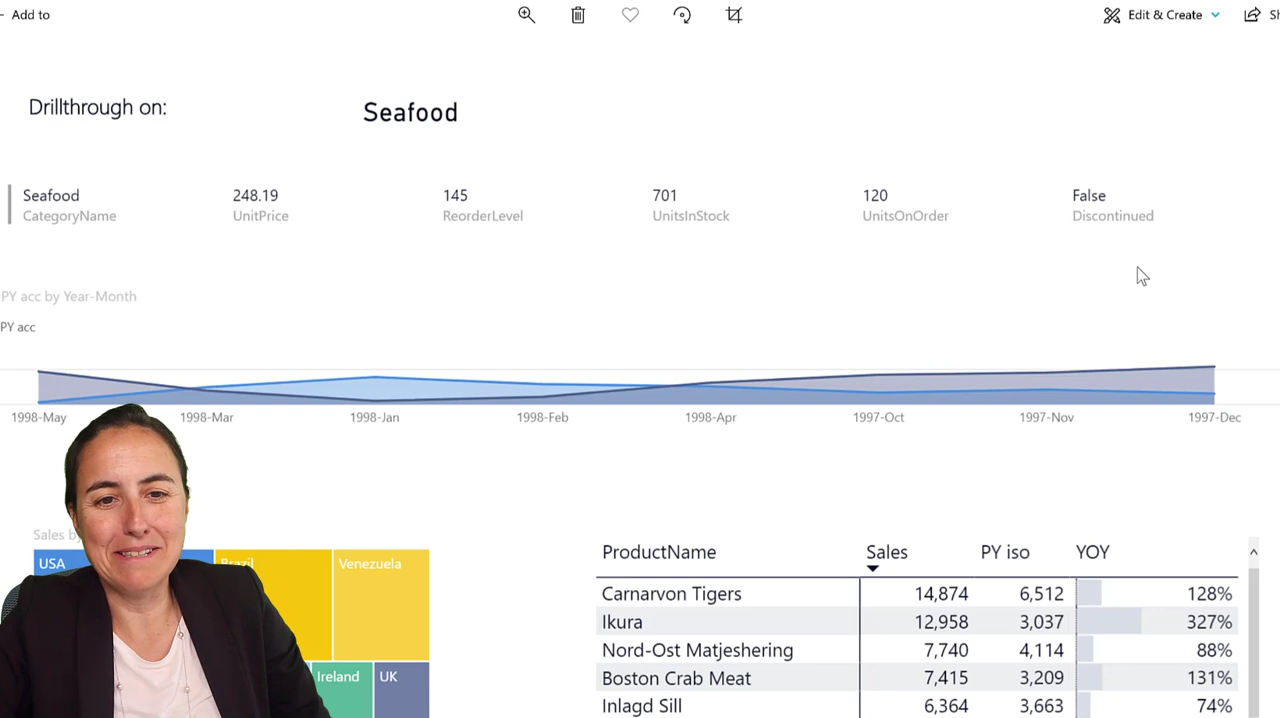 Add to
Edit & Create
Drillthrough on:
Seafood
Seafood 248.19 145 701 120 False
CategoryName UnitPrice ReorderLevel UnitsInStock UnitsOnOrder Discontinued
PY acc by Year-Month
PY acc
1998-May 1998-Mar 1998-Jan 1998-Feb 1998-Apr 1997-Oct 1997-Nov 1997-Dec
Sales
USA Brazil Venezuela
Ireland UK
ProductName Sales PY iso YOY
Carnarvon Tigers 14,874 6,512 128%
Ikura 12,958 3,037 327%
Nord-Ost Matjeshering 7,740 4,114 88%
Boston Crab Meat 7,415 3,209 131%
Inlagd Sill 6,364 3,663 74%